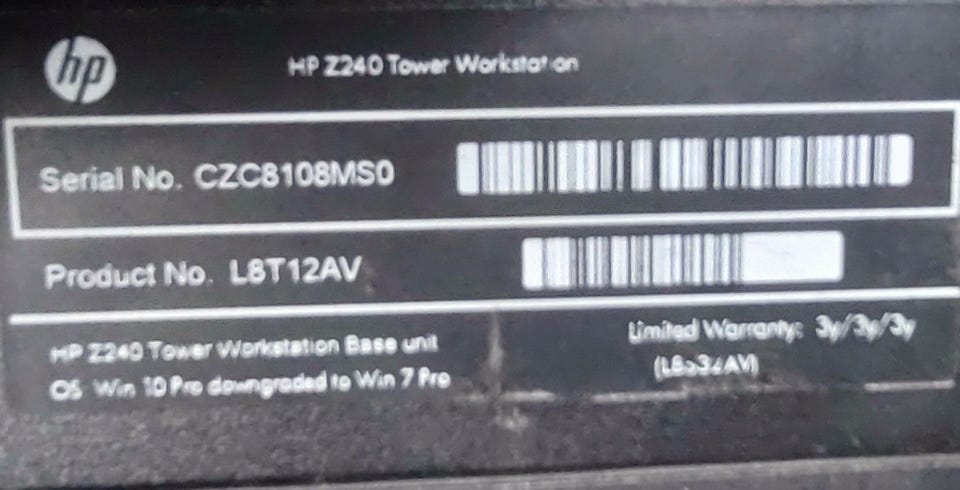 hp
HP Z240 Tower Workstation
Serial No. CZC8108MS0
Product No. L8T12AV
HP Z240 Tower Workstation Base unit
OS Win 10 Pro downgraded to Win 7 Pro
Limited Warranty: 3y/3y/3y